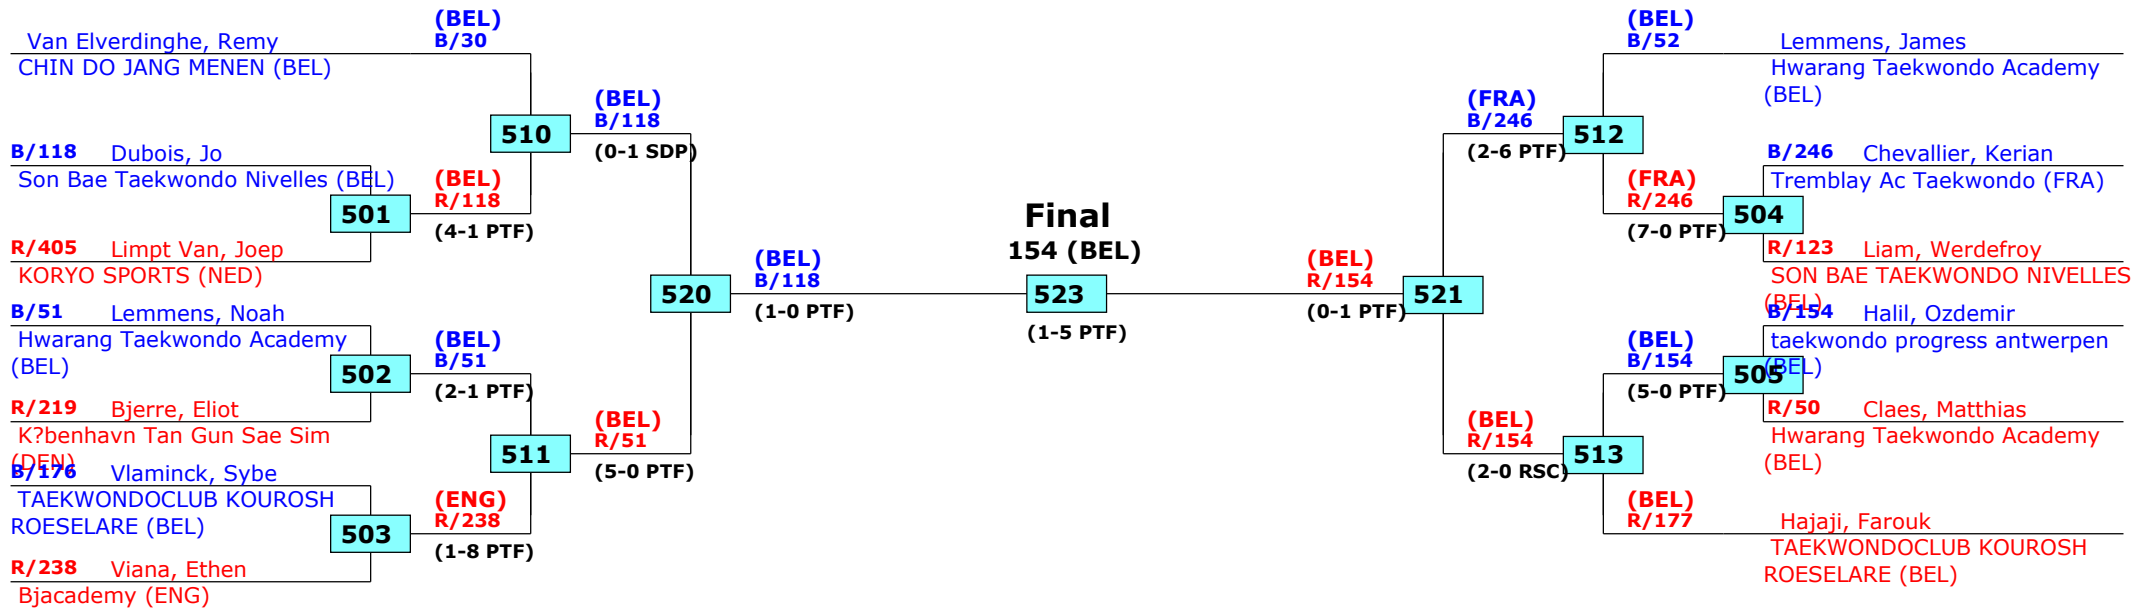 (BEL)
B/30
Van Elverdinghe, Remy
CHIN DO JANG MENEN (BEL)
B/118 Dubois, Jo
Son Bae Taekwondo Nivelles (BEL)
501
R/405 Limpt Van, Joep
KORYO SPORTS (NED)
B/51 Lemmens, Noah
Hwarang Taekwondo Academy
(BEL)
502
R/219 Bjerre, Eliot
K?benhavn Tan Gun Sae Sim
(DEN)
B/176 Vlaminck, Sybe
TAEKWONDOCLUB KOUROSH
ROESELARE (BEL)
503
R/238 Viana, Ethen
Bjacademy (ENG)
510
(BEL)
R/118
(4-1 PTF)
(BEL)
B/51
(2-1 PTF)
511
(ENG)
R/238
(1-8 PTF)
(BEL)
B/118
(0-1 SDP)
520
(BEL)
R/51
(5-0 PTF)
(BEL)
B/118
(1-0 PTF)
Final
154 (BEL)
523
(1-5 PTF)
(BEL)
R/154
(0-1 PTF)
521
(FRA)
B/246
(2-6 PTF)
(BEL)
R/154
(2-0 RSC)
512
513
(BEL)
B/52
(FRA)
R/246
(7-0 PTF)
(BEL)
B/154
(5-0 PTF)
(BEL)
R/177
Lemmens, James
Hwarang Taekwondo Academy
(BEL)
B/246 Chevallier, Kerian
Tremblay Ac Taekwondo (FRA)
504
R/123 Liam, Werdefroy
SON BAE TAEKWONDO NIVELLES
(BEL)
B/154 Halil, Ozdemir
taekwondo progress antwerpen
(BEL)
505
R/50 Claes, Matthias
Hwarang Taekwondo Academy
(BEL)
Hajaji, Farouk
TAEKWONDOCLUB KOUROSH
ROESELARE (BEL)